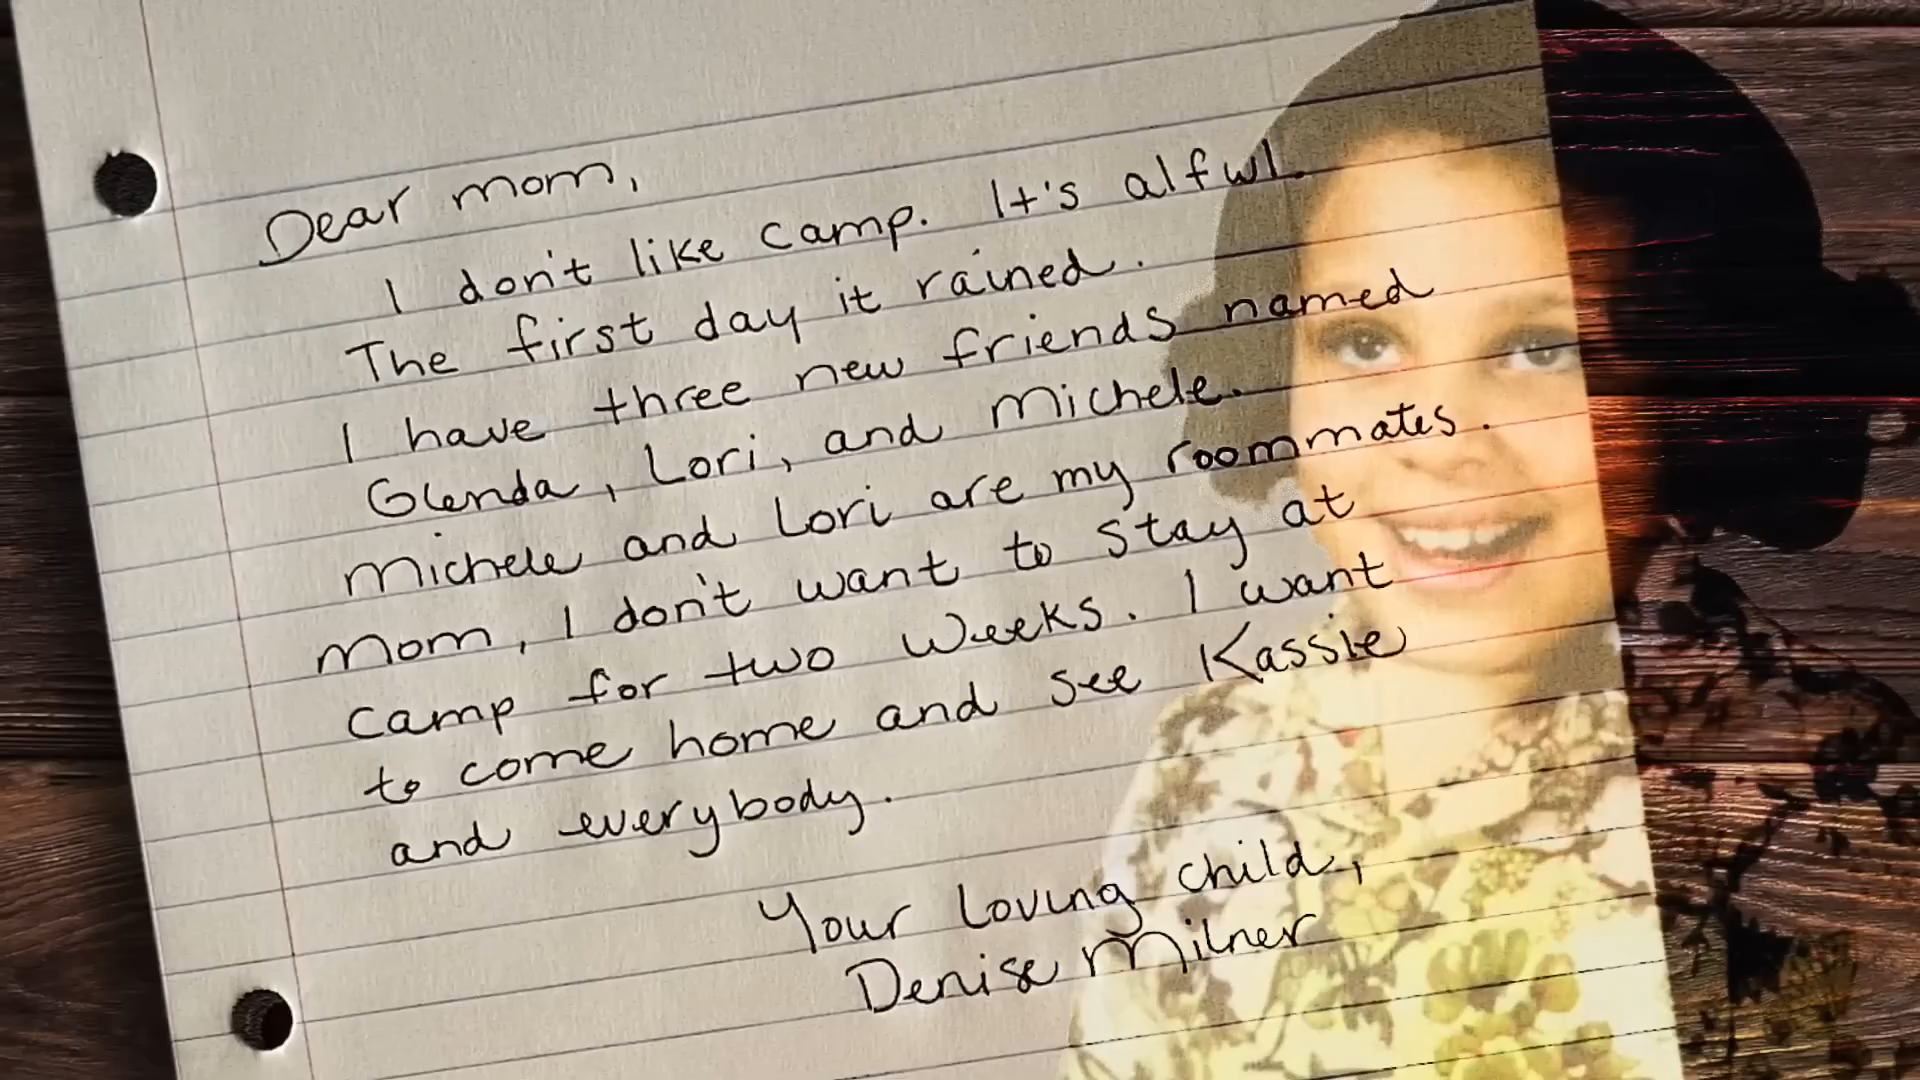 Dear mom,
I don't like camp. It's alfwl.
The first day it rained.
I have three new friends named
Glenda, Lori, and Michele.
Michele and Lori are my roommates.
Mom, I don't want to stay at
camp for two weeks. I want
to come home and see Kassie
and everybody.
Your loving child,
Denise Milner